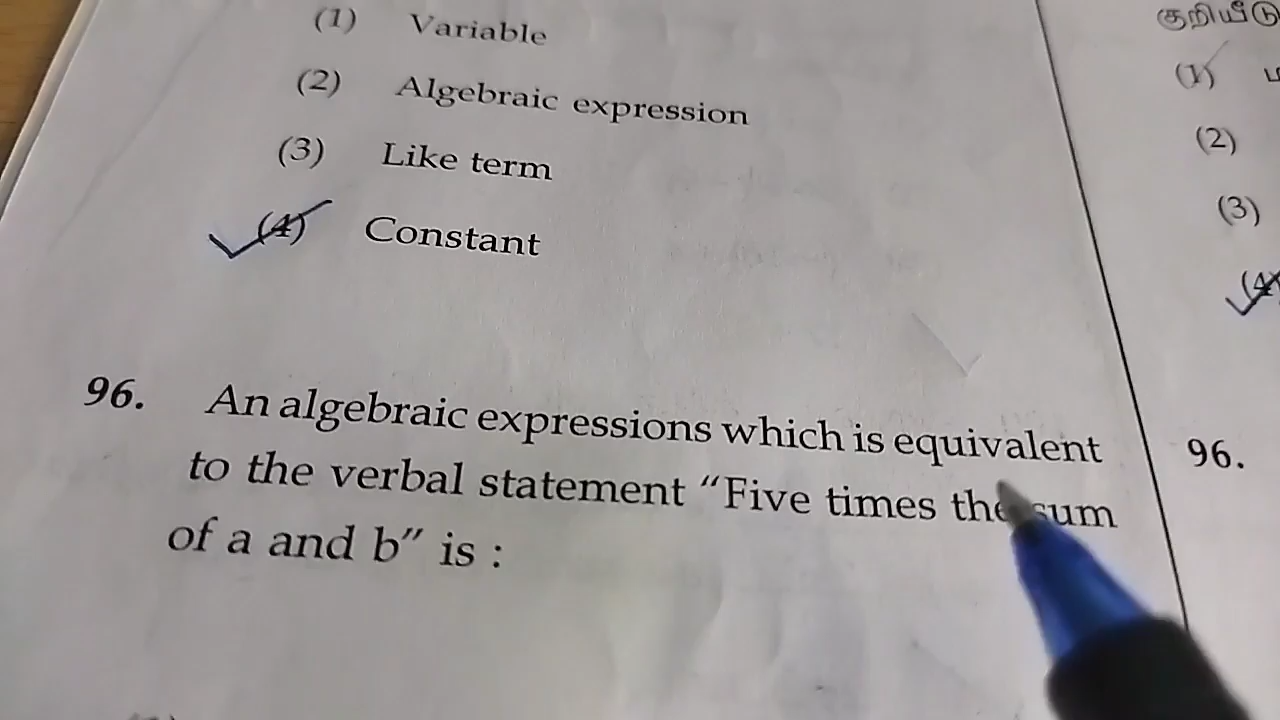 (1) Variable
(2) Algebraic expression
(3) Like term
(4) Constant
96. An algebraic expressions which is equivalent
to the verbal statement "Five times the sum
of a and b" is :
குறியீடு
(1)
(2)
(3)
(4)
96.